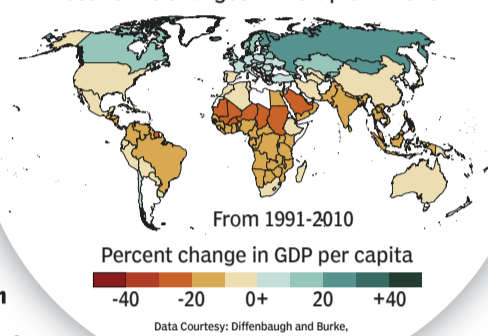 From 1991-2010
Percent change in GDP per capita
-40 -20 0+ 20 +40
Data Courtesy: Diffenbaugh and Burke,